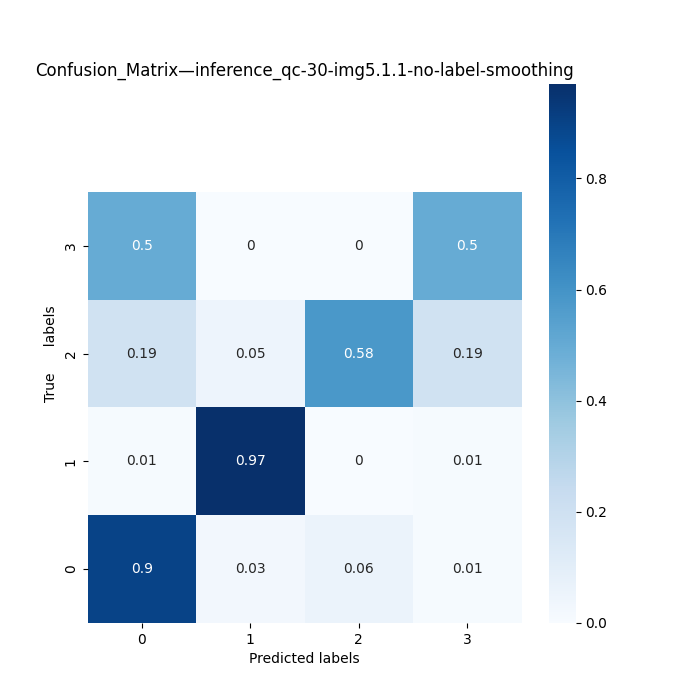 Confusion_Matrix—inference_qc-30-img5.1.1-no-label-smoothing
True labels
3
0.5 0 0 0.5
2
0.19 0.05 0.58 0.19
1
0.01 0.97 0 0.01
0
0.9 0.03 0.06 0.01
0 1 2 3
Predicted labels
0.8
0.6
0.4
0.2
0.0